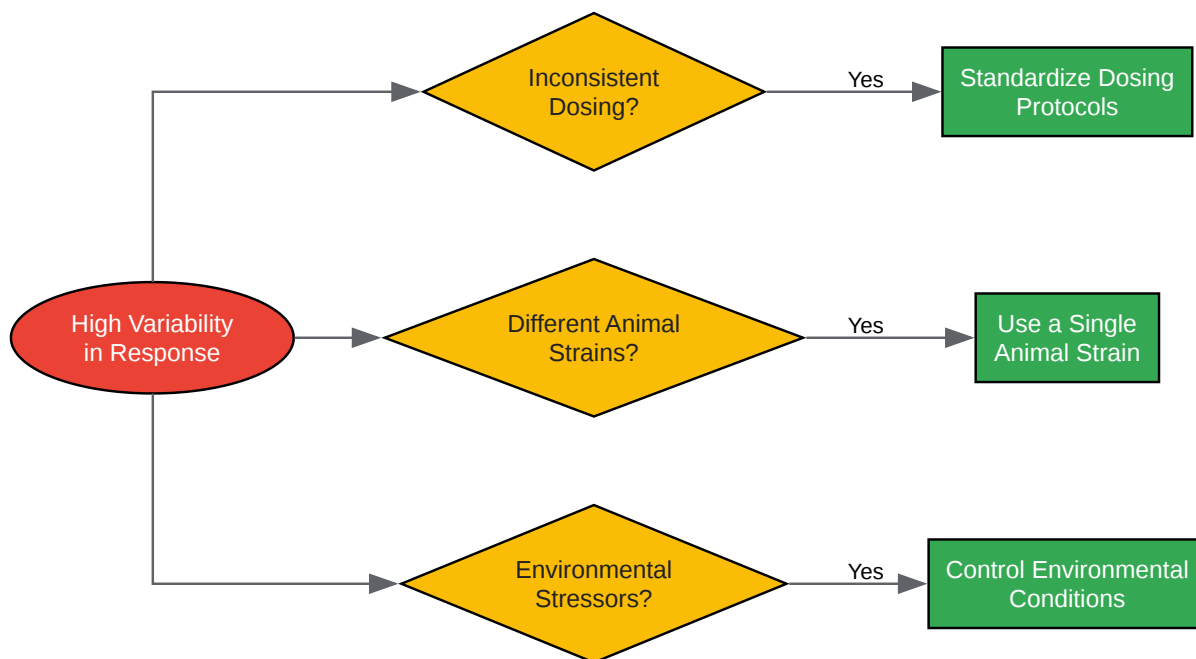 Inconsistent
Dosing?
Yes
Standardize Dosing
Protocols
High Variability
in Response
Different Animal
Strains?
Yes
Use a Single
Animal Strain
Environmental
Stressors?
Yes
Control Environmental
Conditions